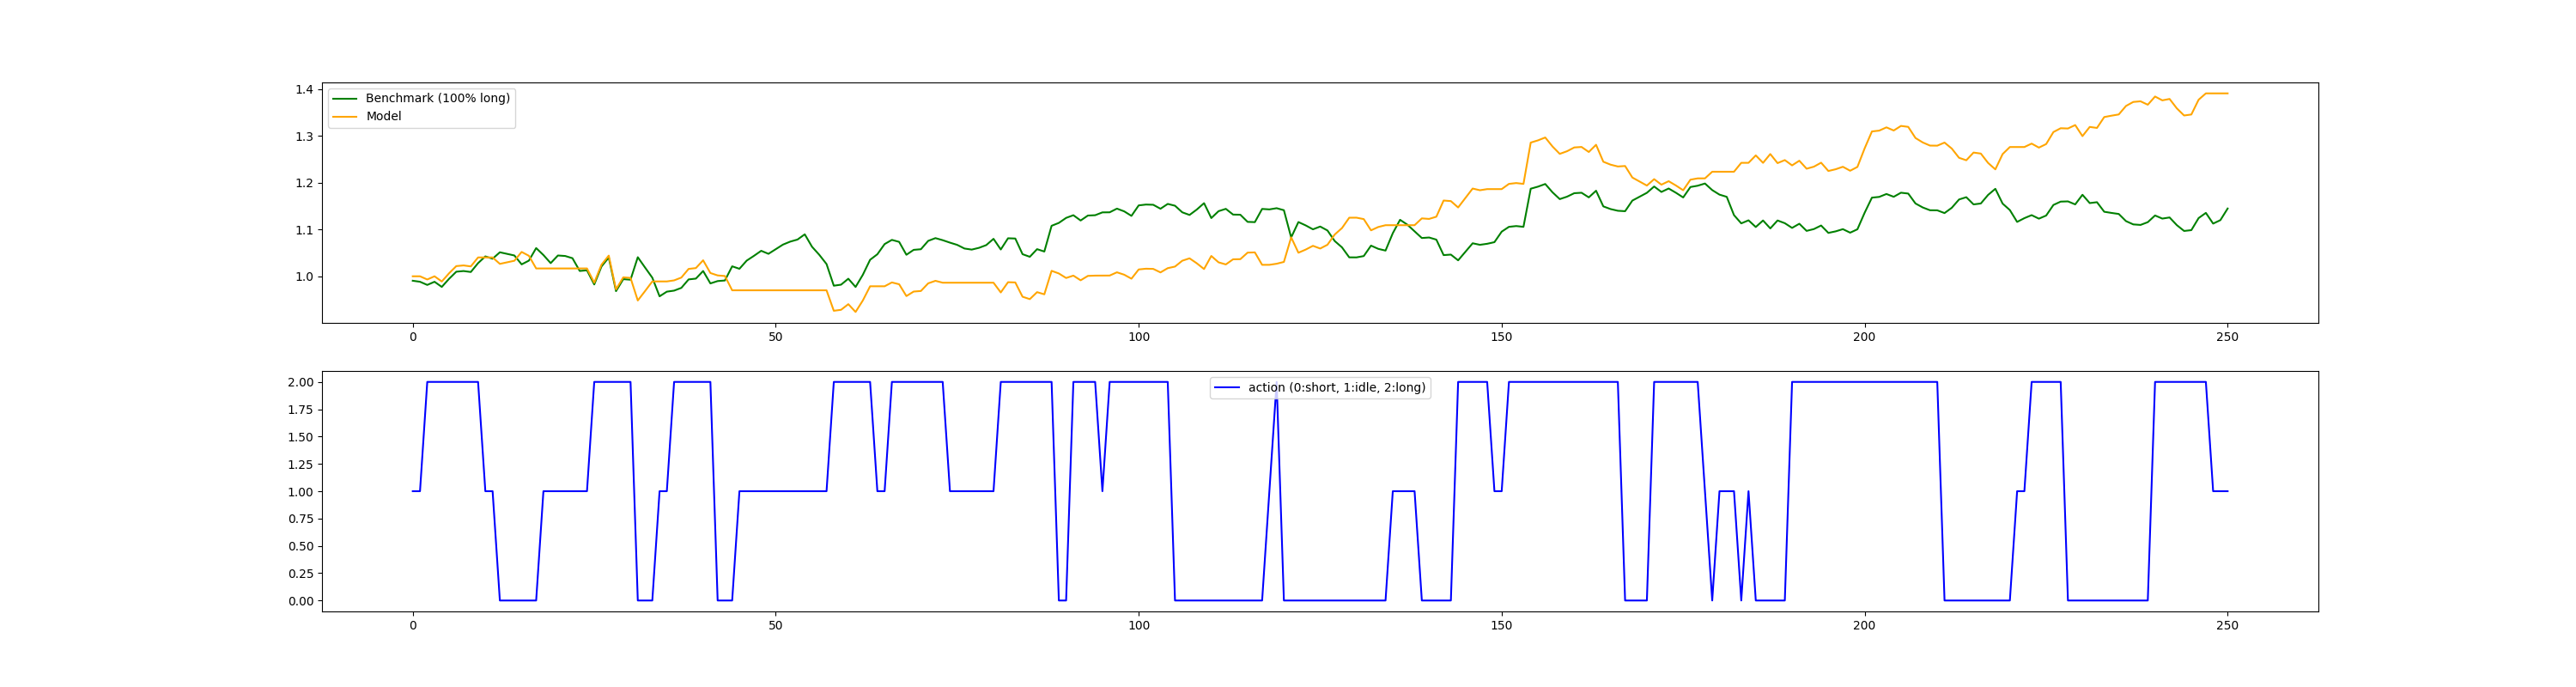 1.4
Benchmark (100% long)
Model
1.3
1.2
1.1
1.0
0 50 100 150 200 250
2.00
action (0:short, 1:idle, 2:long)
1.75
1.50
1.25
1.00
0.75
0.50
0.25
0.00
0 50 100 150 200 250